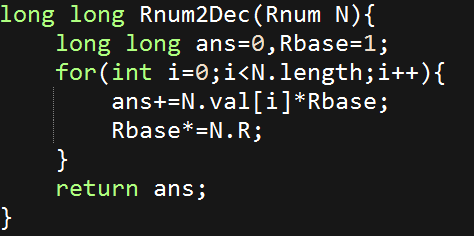 long long Rnum2Dec(Rnum N){
    long long ans=0,Rbase=1;
    for(int i=0;i<N.length;i++){
        ans+=N.val[i]*Rbase;
        Rbase*=N.R;
    }
    return ans;
}